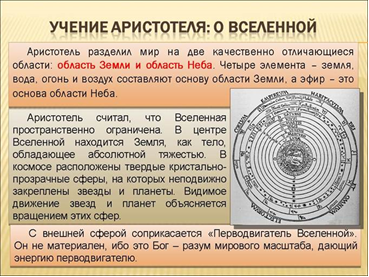 УЧЕНИЕ АРИСТОТЕЛЯ: О ВСЕЛЕННОЙ
Аристотель разделил мир на две качественно отличающиеся
области: область Земли и область Неба. Четыре элемента – земля,
вода, огонь и воздух составляют основу области Земли, а эфир – это
основа области Неба.
Аристотель считал, что Вселенная
пространственно ограничена. В центре
Вселенной находится Земля, как тело,
обладающее абсолютной тяжестью. В
космосе расположены твердые кристально-
прозрачные сферы, на которых неподвижно
закреплены звезды и планеты. Видимое
движение звезд и планет объясняется
вращением этих сфер.
С внешней сферой соприкасается «Перводвигатель Вселенной».
Он не материален, ибо это Бог – разум мирового масштаба, дающий
энергию перводвигателю.